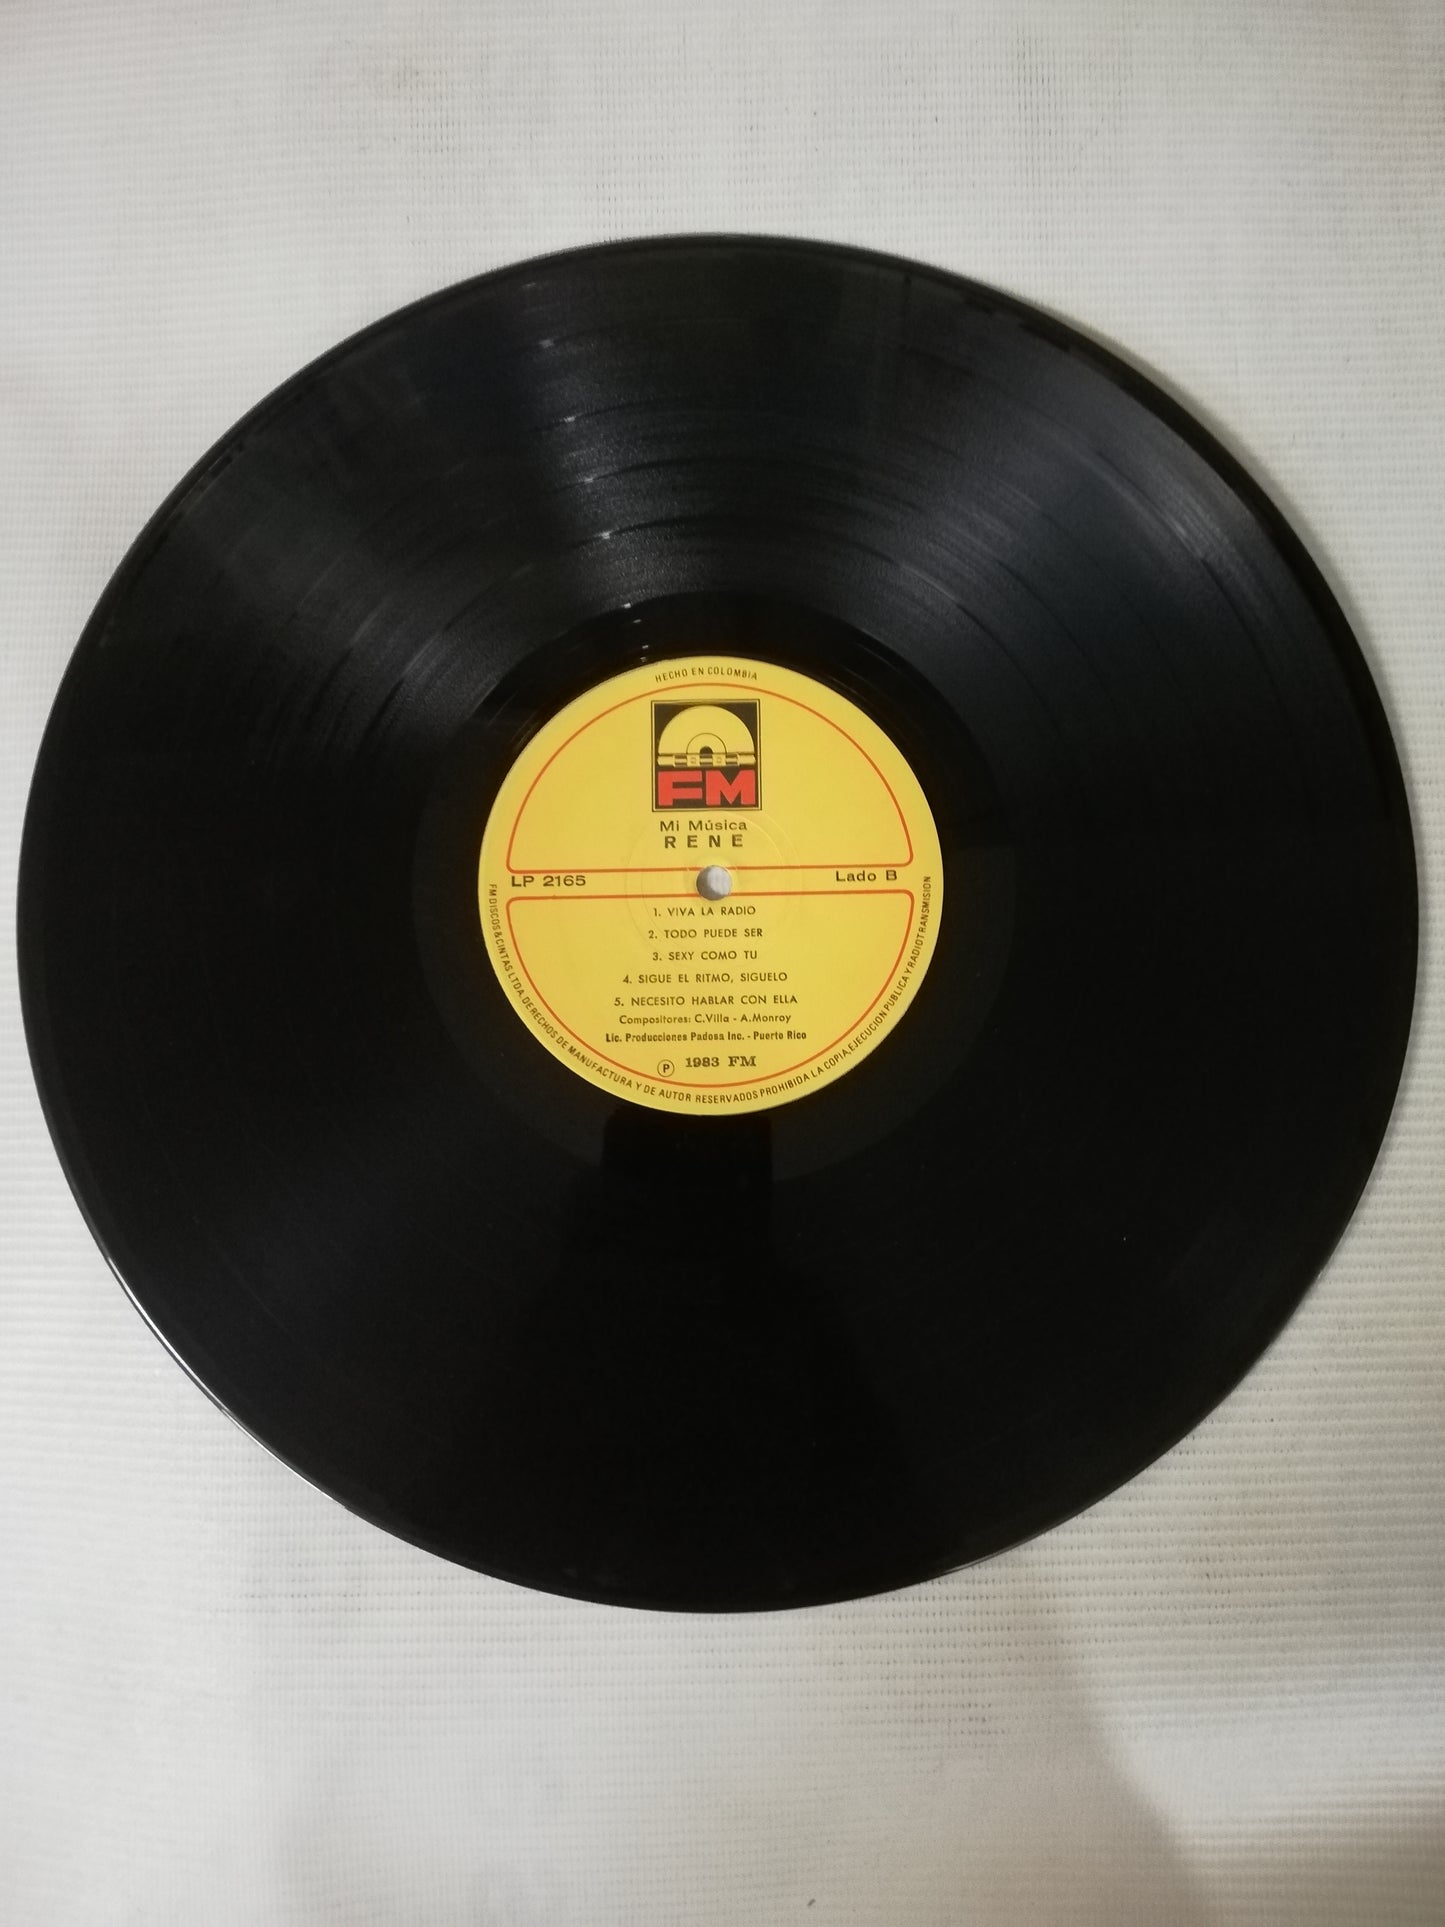 HECHO EN COLOMBIA
FM
Mi Música
RENE
LP 2165
Lado B
1. VIVA LA RADIO
2. TODO PUEDE SER
3. SEXY COMO TU
4. SIGUE EL RITMO, SIGUELO
5. NECESITO HABLAR CON ELLA
Compositores: C.Villa - A.Monroy
Lic. Producciones Padosa Inc. - Puerto Rico
Ⓟ 1983 FM
FM DISCOS & CINTAS LTDA. DERECHOS DE MANUFACTURA Y DE AUTOR RESERVADOS PROHIBIDA LA COPIA, EJECUCION PUBLICA Y RADIOTRANSMISION